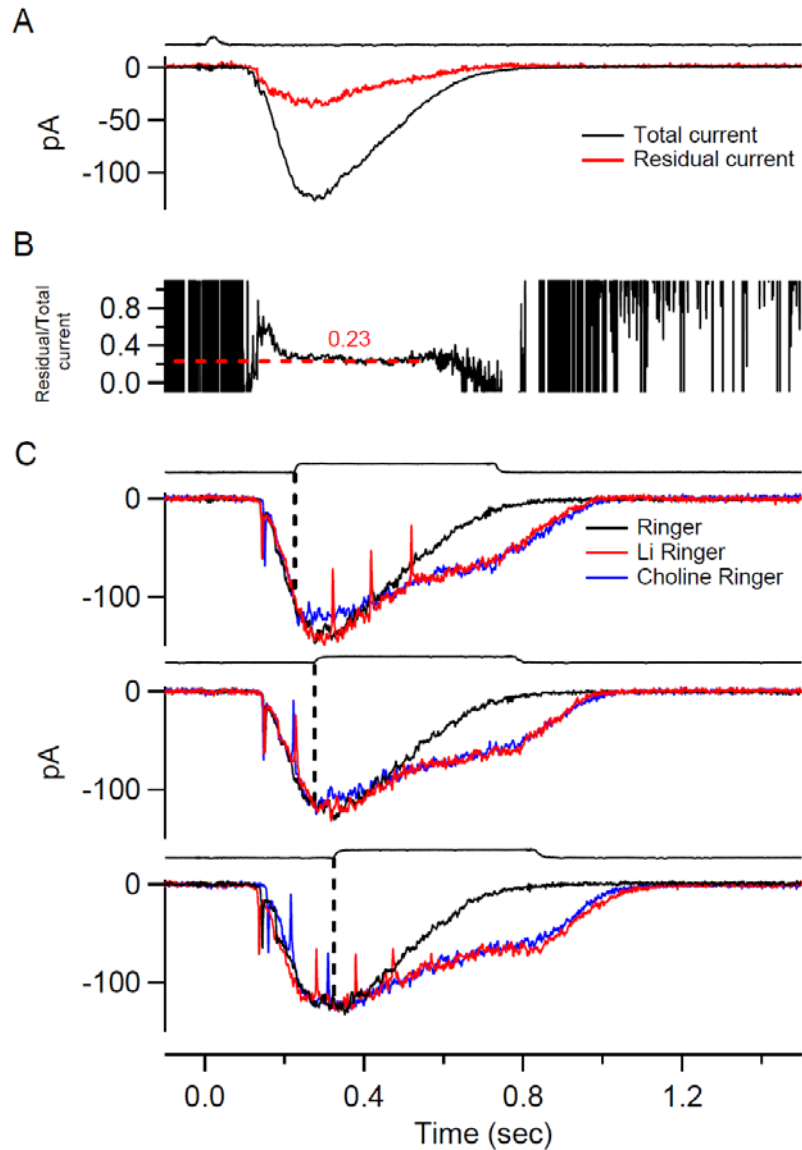 A
0
-50
-100
pA
Total current
Residual current
B
0.8
0.4
0.0
Residual/Total
current
0.23
C
0
-100
Ringer
Li Ringer
Choline Ringer
0
-100
pA
0
-100
0.0 0.4 0.8 1.2
Time (sec)